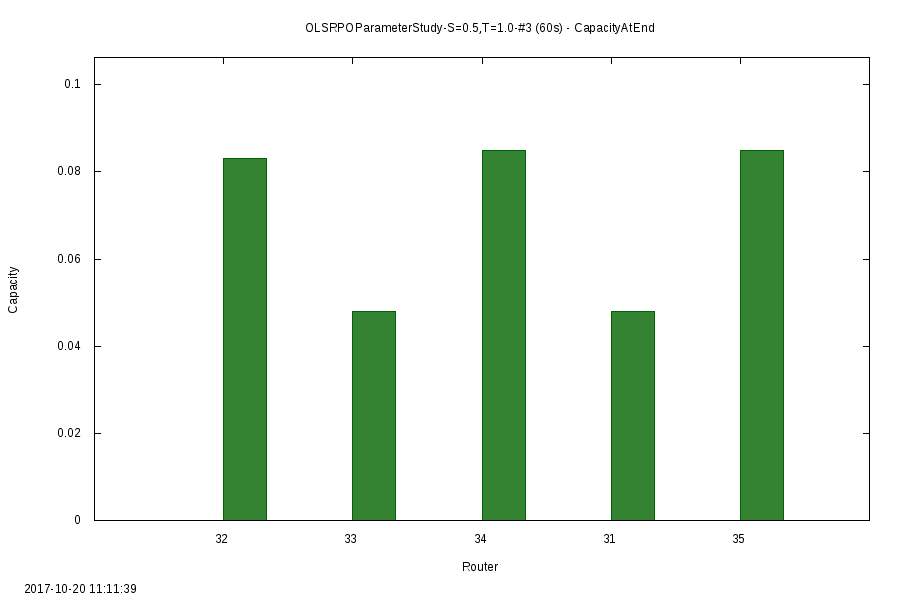 OLSRPOParameterStudy-S=0.5,T=1.0-#3 (60s) - CapacityAtEnd
0.1
0.08
0.06
0.04
0.02
0
Capacity
32 33 34 31 35
Router
2017-10-20 11:11:39